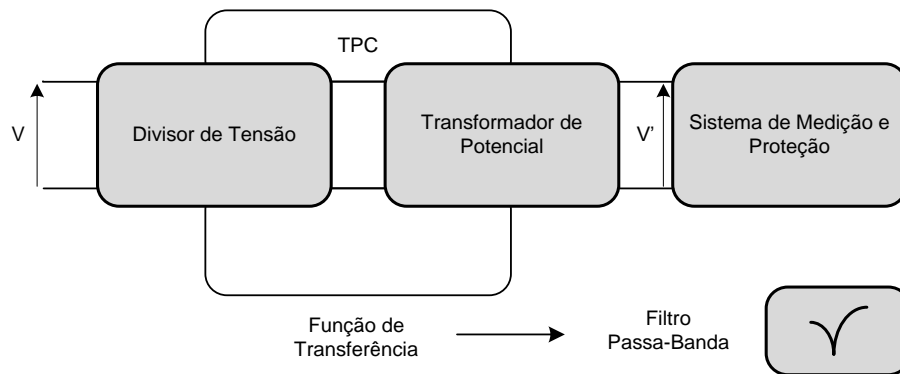 TPC
V
Divisor de Tensão
Transformador de
Potencial
V'
Sistema de Medição e
Proteção
Função de
Transferência
Filtro
Passa-Banda